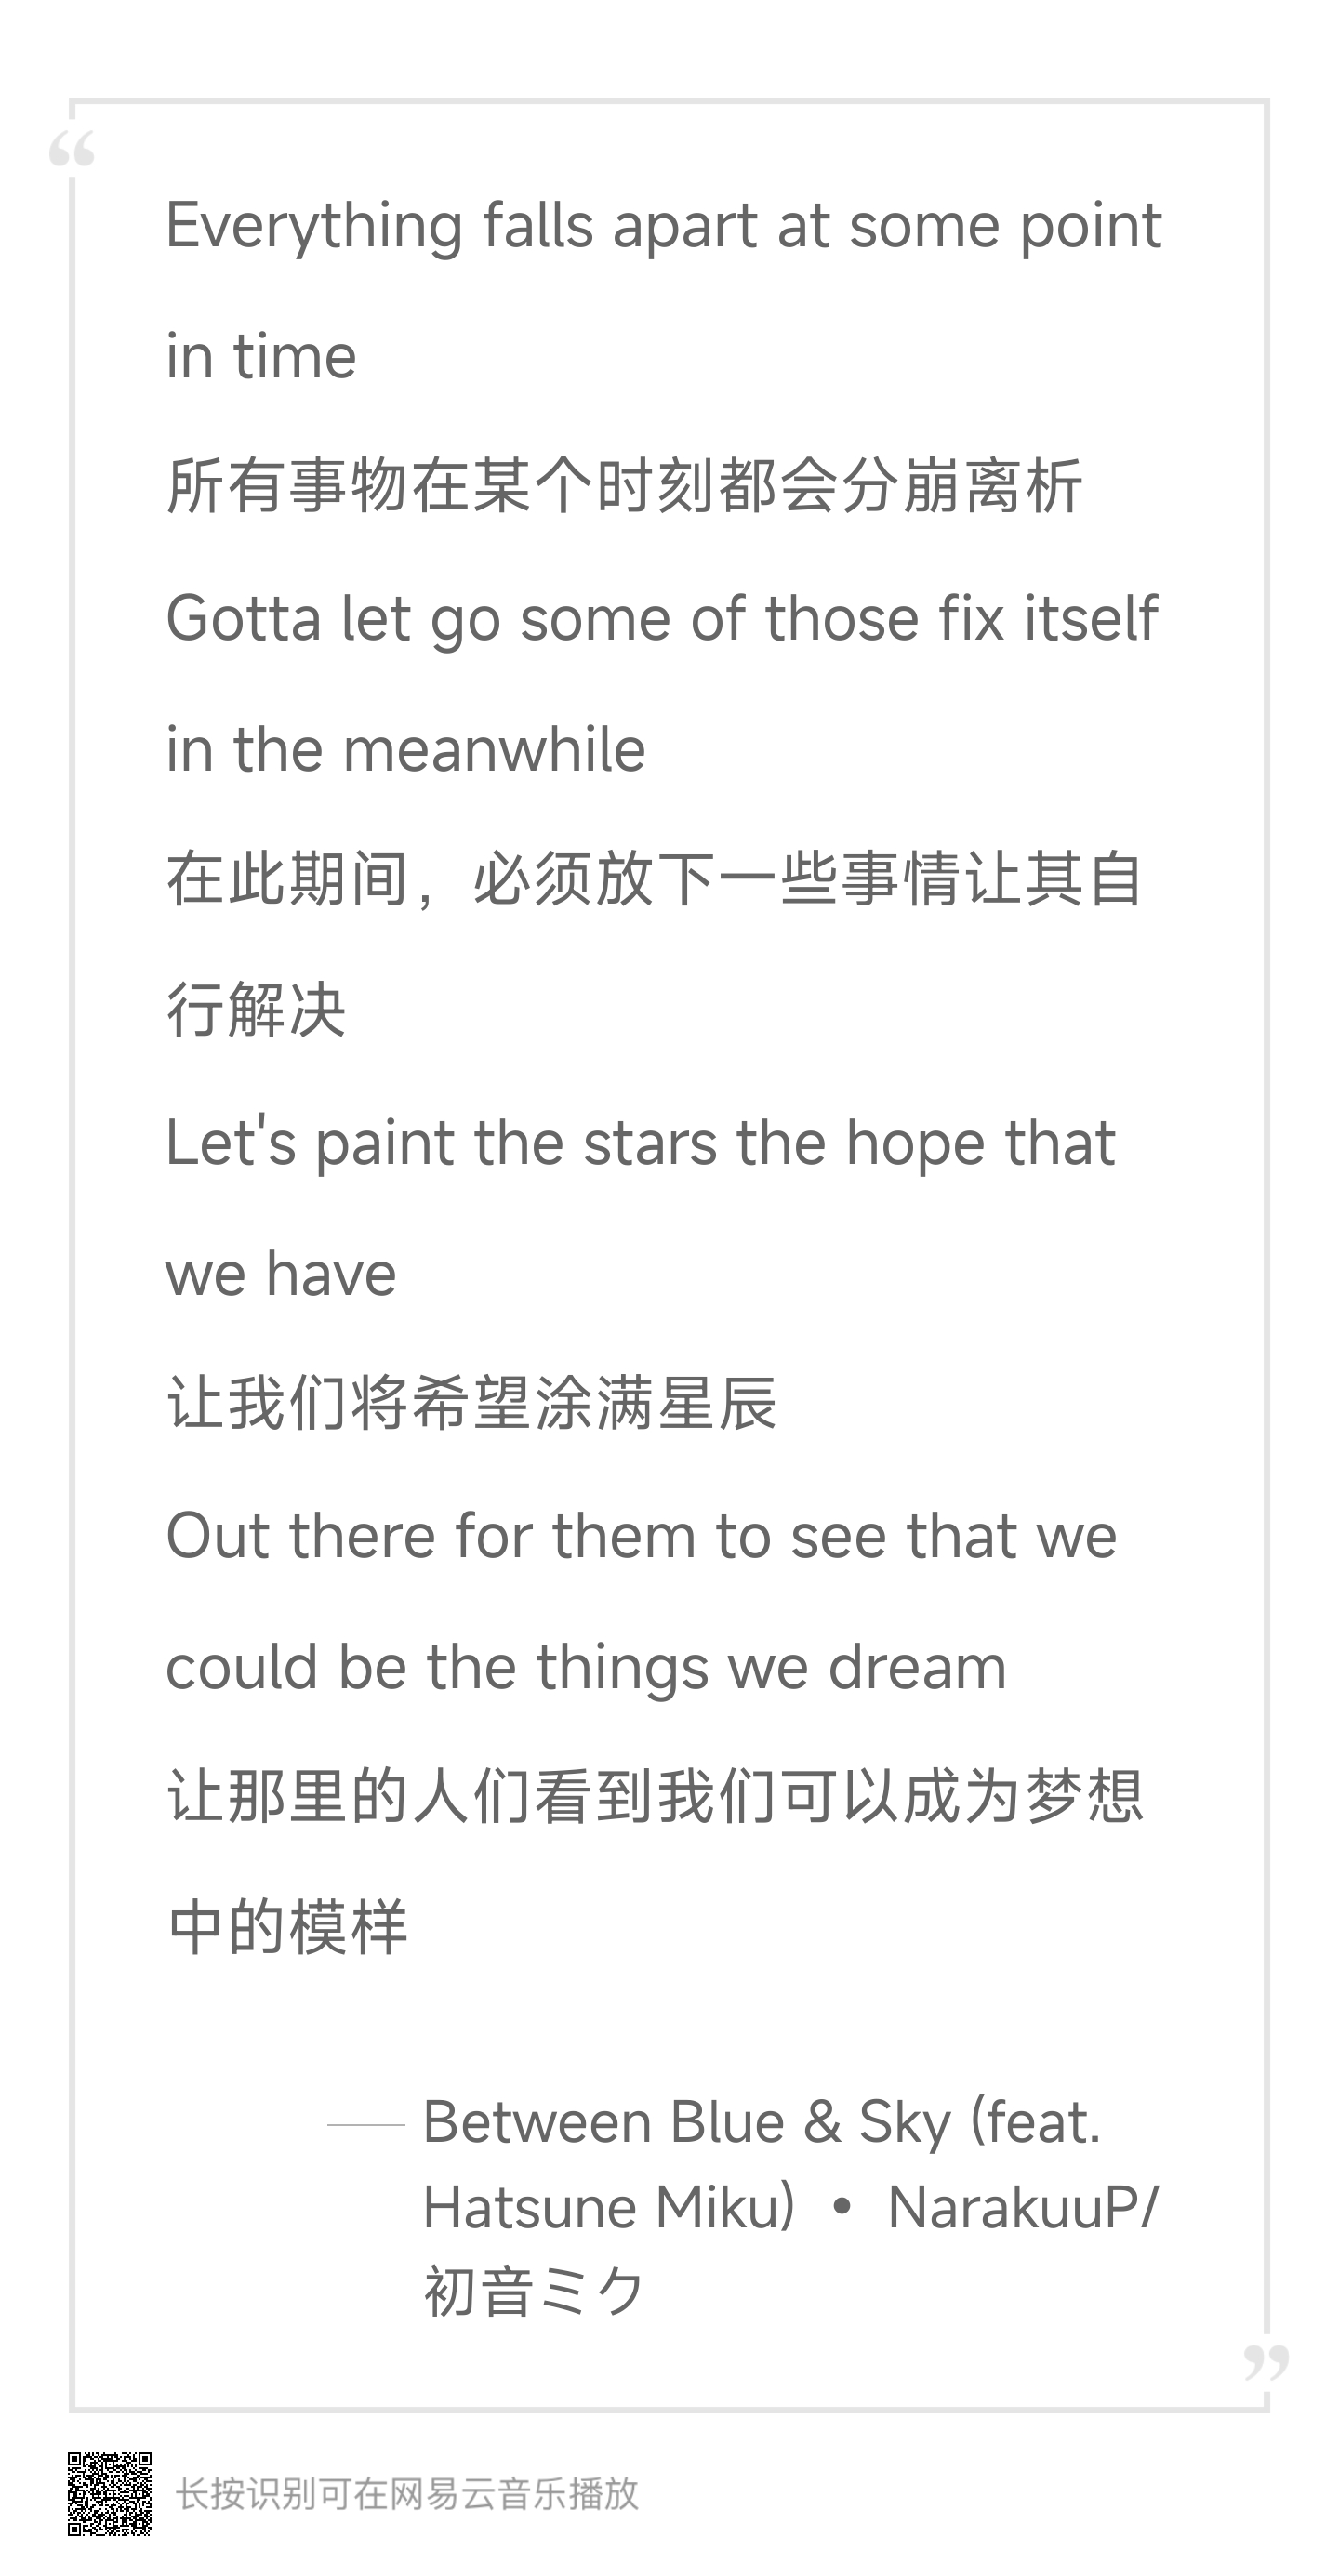 “
Everything falls apart at some point
in time
所有事物在某个时刻都会分崩离析
Gotta let go some of those fix itself
in the meanwhile
在此期间，必须放下一些事情让其自
行解决
Let's paint the stars the hope that
we have
让我们将希望涂满星辰
Out there for them to see that we
could be the things we dream
让那里的人们看到我们可以成为梦想
中的模样
—— Between Blue & Sky (feat.
Hatsune Miku) • NarakuuP/
初音ミク
”
长按识别可在网易云音乐播放